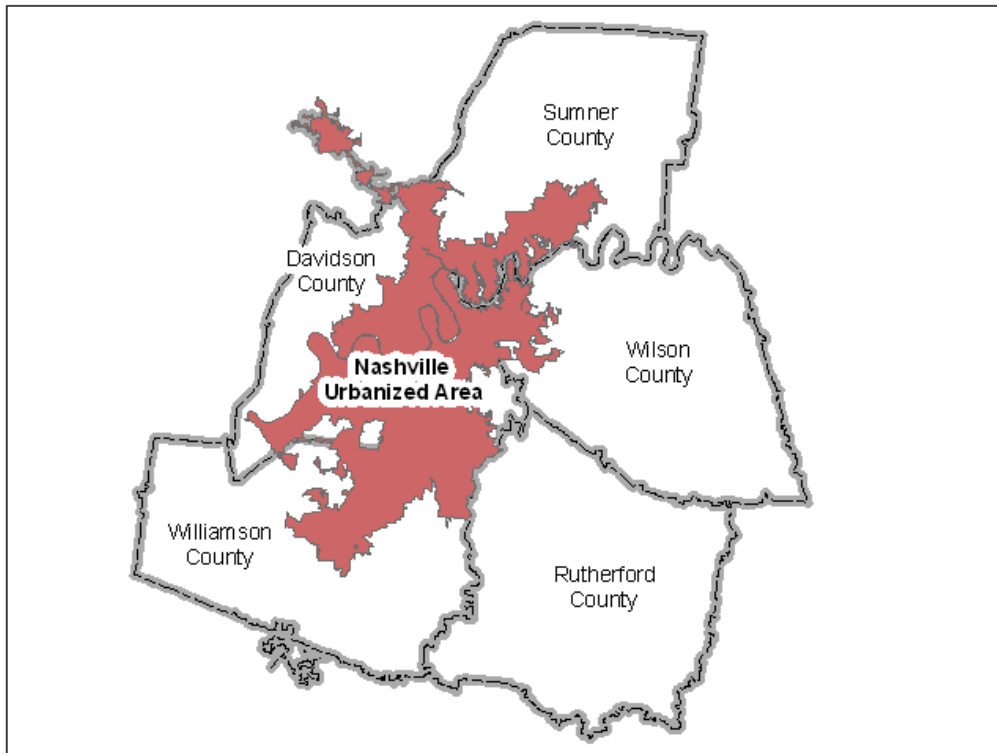 Sumner
County
Davidson
County
Wilson
County
Nashville
Urbanized Area
Williamson
County
Rutherford
County